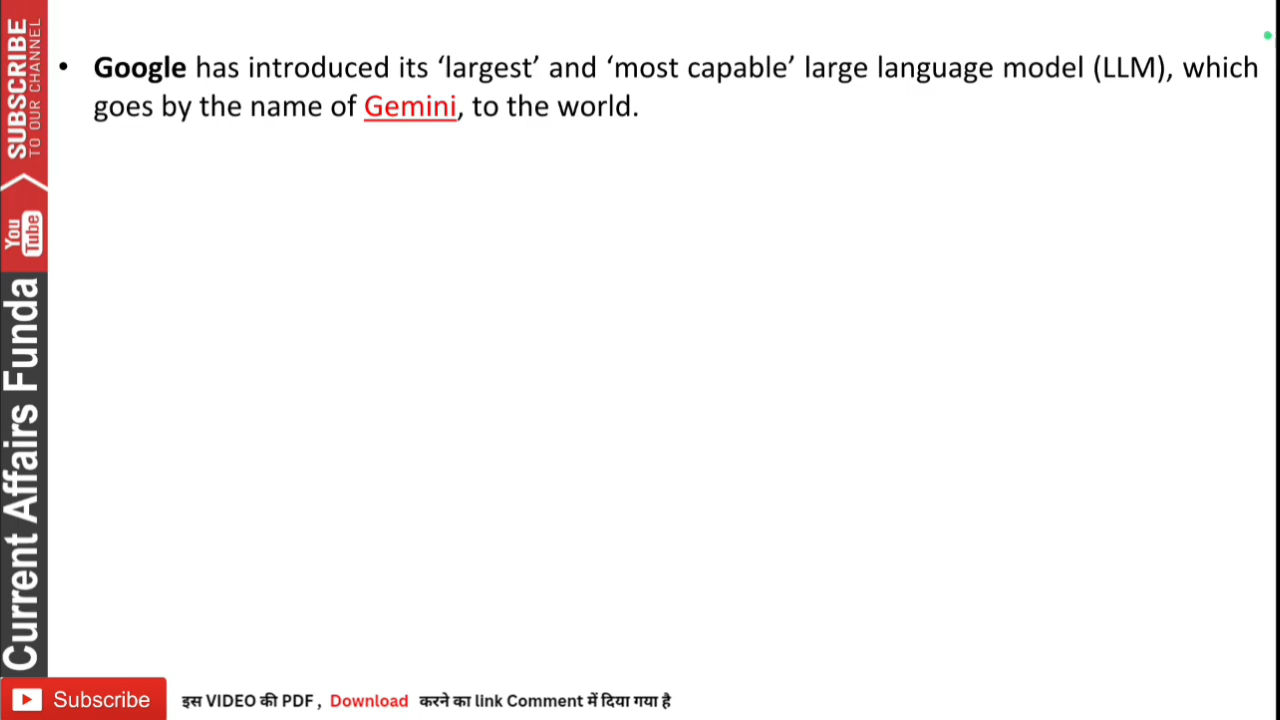 • Google has introduced its ‘largest’ and ‘most capable’ large language model (LLM), which
goes by the name of Gemini, to the world.
SUBSCRIBE
TO OUR CHANNEL
You
Tube
Current Affairs Funda
Subscribe
इस VIDEO की PDF , Download करने का link Comment में दिया गया है